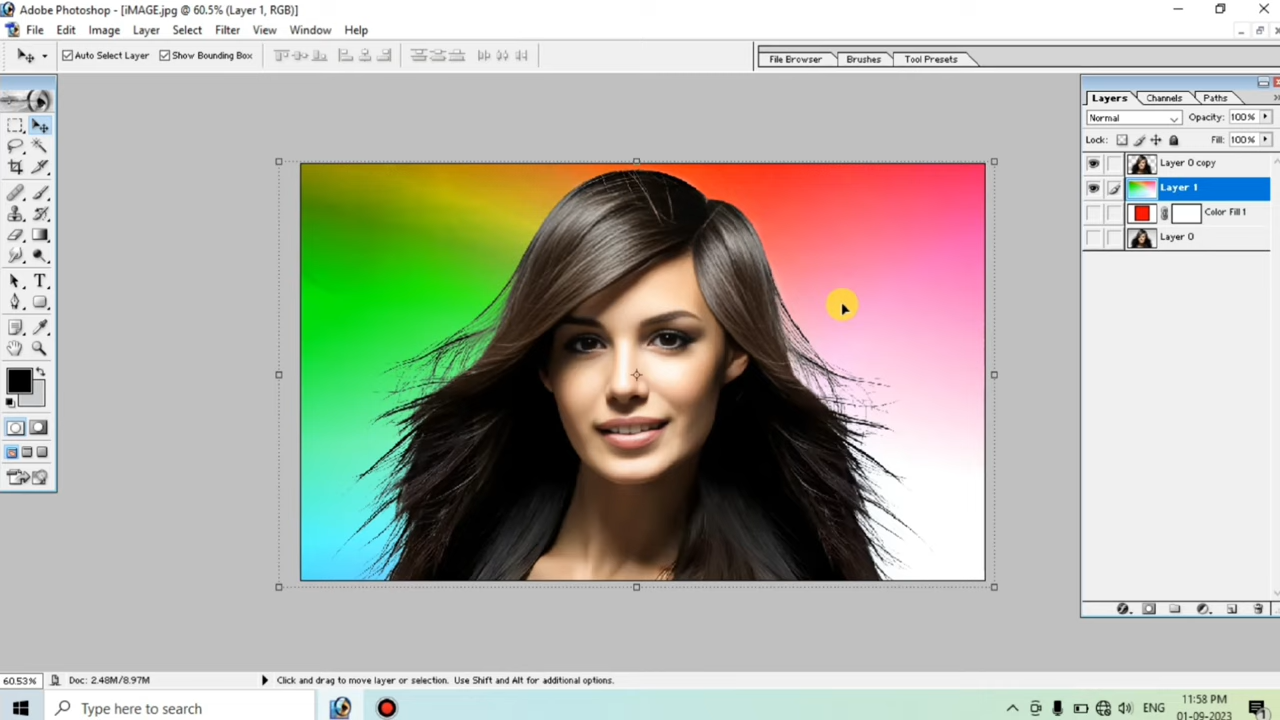 Adobe Photoshop - [iMAGE.jpg @ 60.5% (Layer 1, RGB)]
File Edit Image Layer Select Filter View Window Help
Auto Select Layer Show Bounding Box File Browser Brushes Tool Presets
Layers Channels Paths
Normal Opacity: 100%
Lock: Fill: 100%
Layer 0 copy
Layer 1
Color Fill 1
Layer 0
60.53% Doc: 2.48M/8.97M Click and drag to move layer or selection. Use Shift and Alt for additional options.
Type here to search
ENG
11:58 PM
01-09-2023